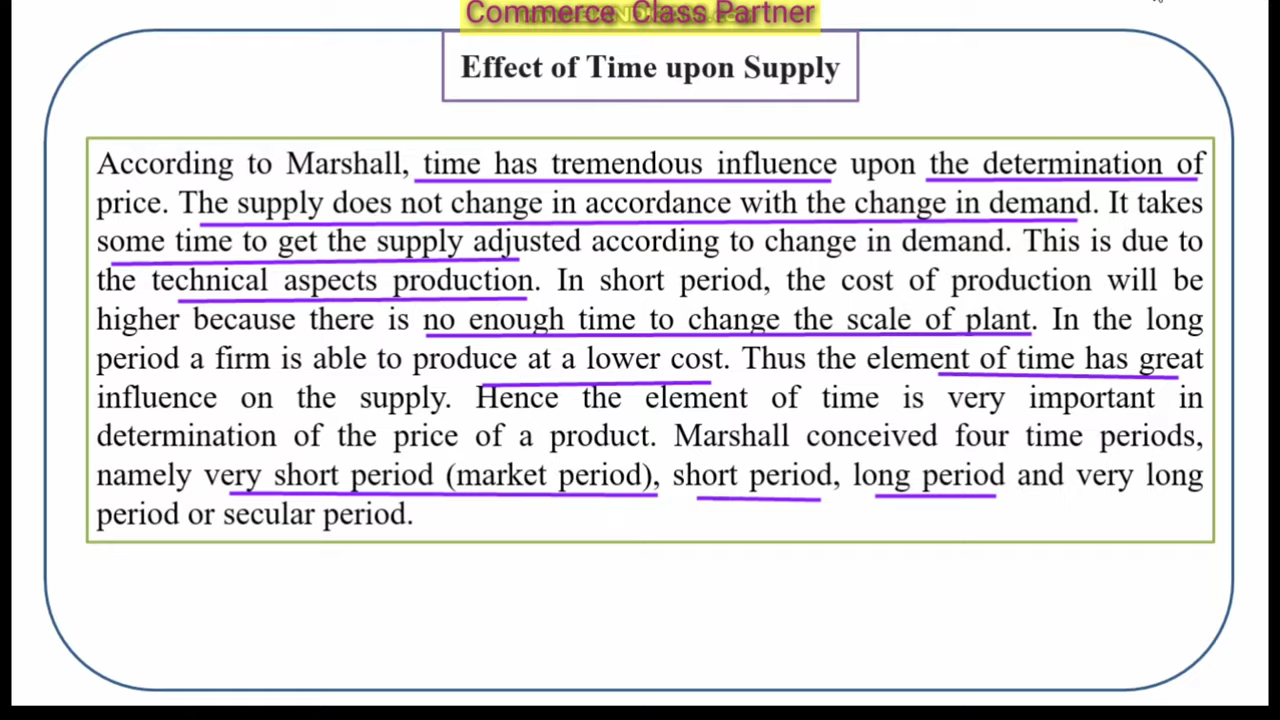 Commerce Class Partner
Effect of Time upon Supply
According to Marshall, time has tremendous influence upon the determination of
price. The supply does not change in accordance with the change in demand. It takes
some time to get the supply adjusted according to change in demand. This is due to
the technical aspects production. In short period, the cost of production will be
higher because there is no enough time to change the scale of plant. In the long
period a firm is able to produce at a lower cost. Thus the element of time has great
influence on the supply. Hence the element of time is very important in
determination of the price of a product. Marshall conceived four time periods,
namely very short period (market period), short period, long period and very long
period or secular period.